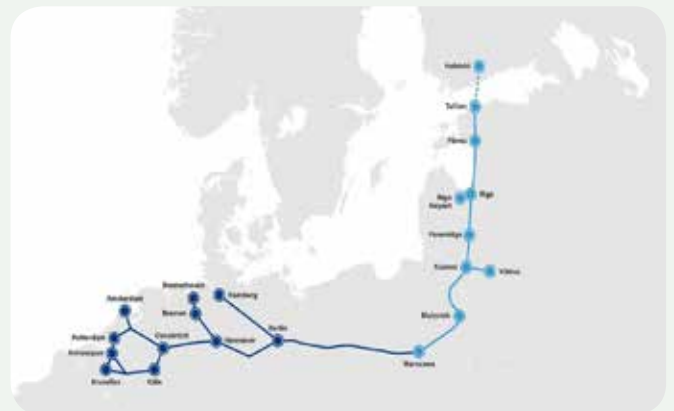 Helsinki
Tallinn
Pärnu
Riga
Riga
Airport
Panevėžys
Kaunas
Vilnius
Białystok
Warszawa
Bremerhaven
Hamburg
Amsterdam
Bremen
Rotterdam
Osnabrück
Hannover
Berlin
Antwerpen
Bruxelles
Köln